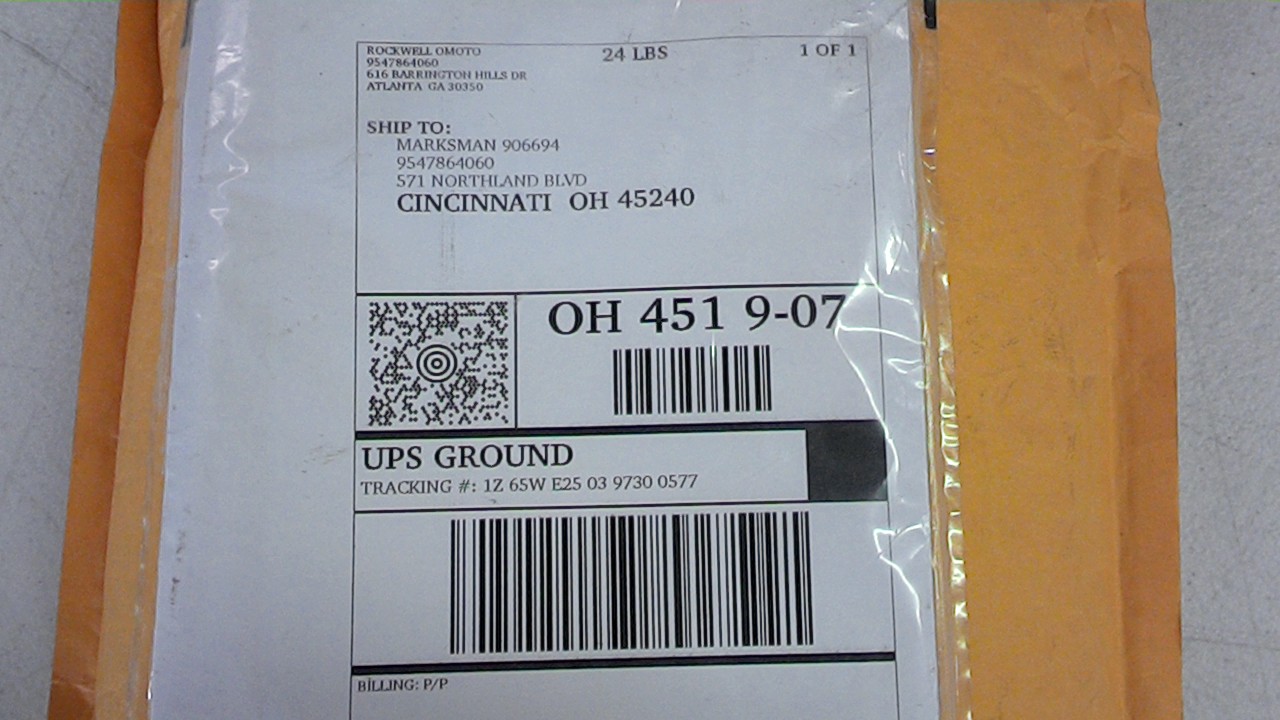 ROCKWELL OMOTO
9547864060
616 BARRINGTON HILLS DR
ATLANTA GA 30350
24 LBS
1 OF 1
SHIP TO:
MARKSMAN 906694
9547864060
571 NORTHLAND BLVD
CINCINNATI OH 45240
OH 451 9-07
UPS GROUND
TRACKING #: 1Z 65W E25 03 9730 0577
BILLING: P/P